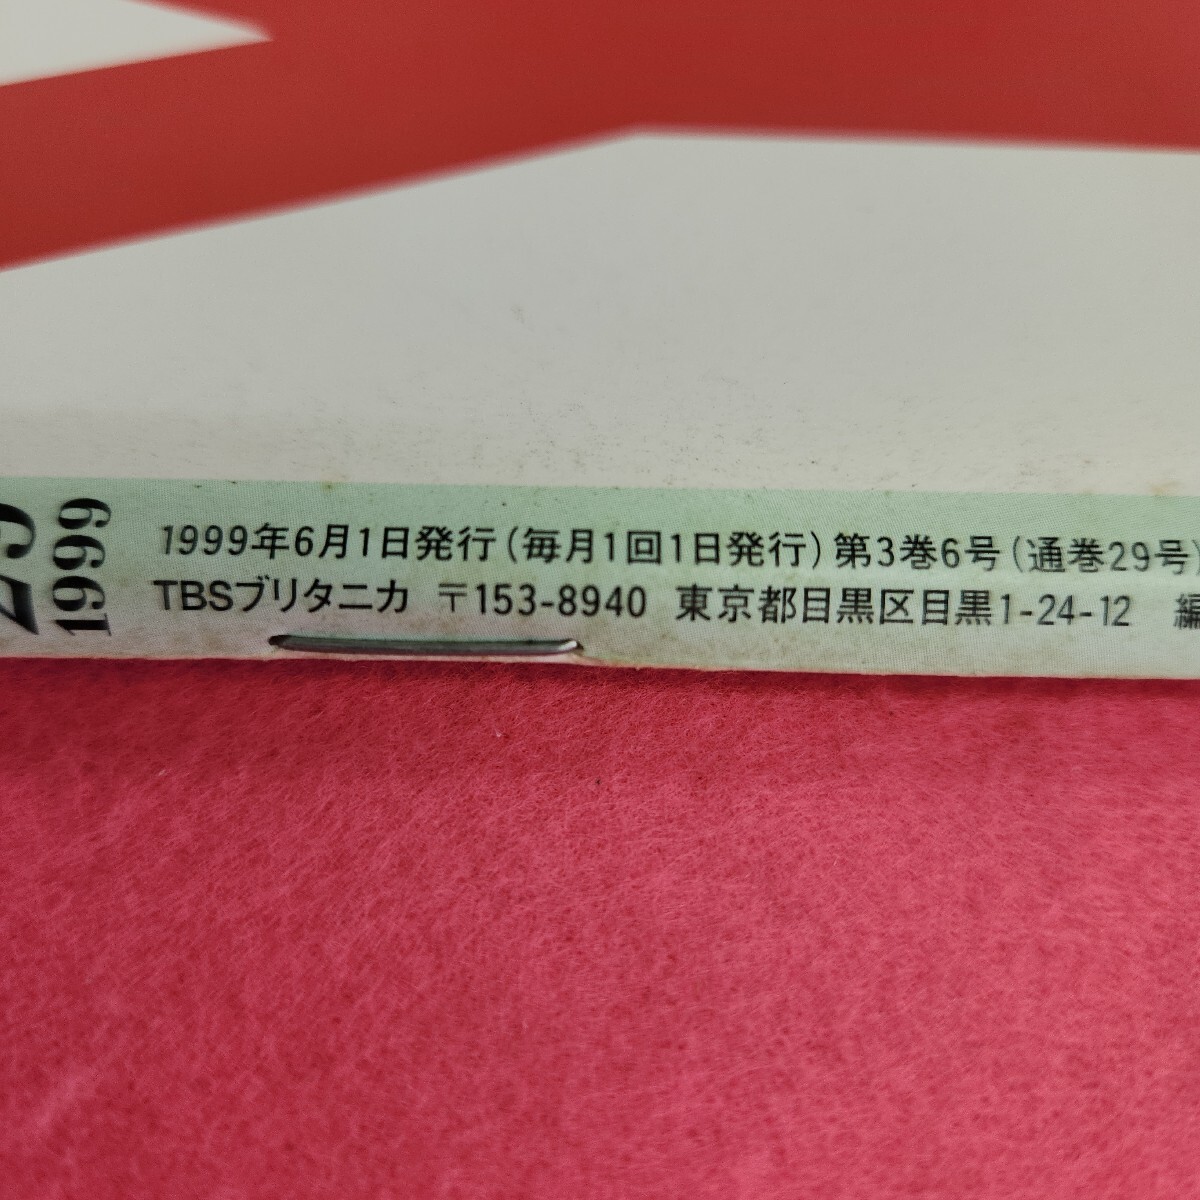 29
1999
1999年6月1日発行(毎月1回1日発行)第3巻6号(通巻29号)
TBSブリタニカ 〒153-8940 東京都目黒区目黒1-24-12 編